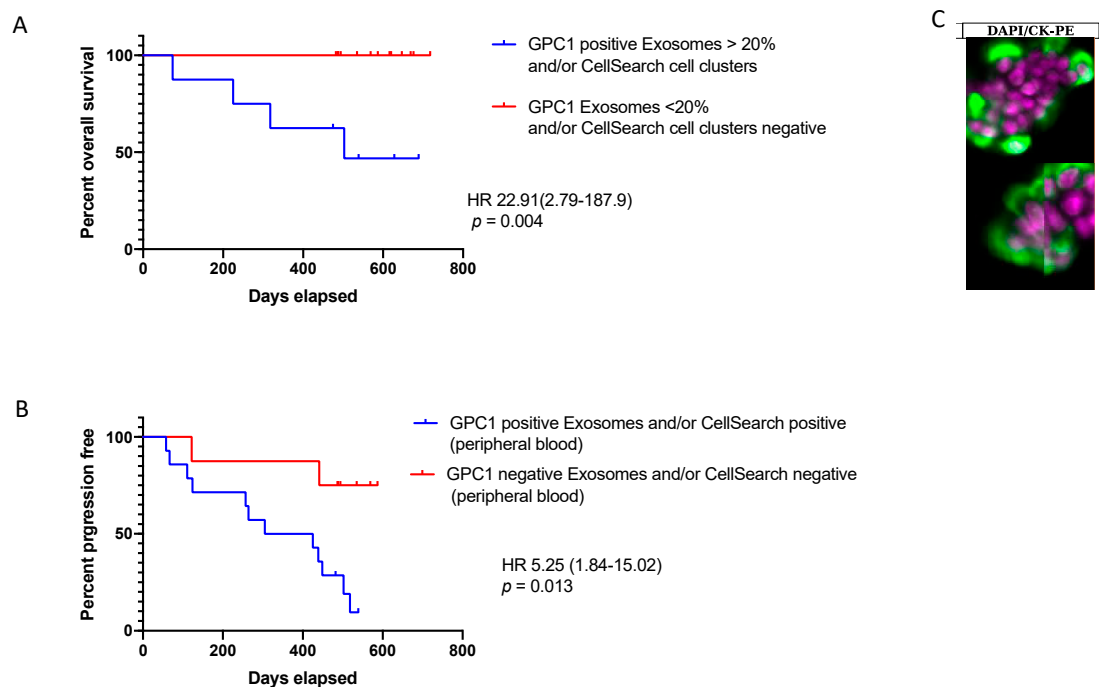 A
Percent overall survival
100
50
0
0 200 400 600 800
Days elapsed
GPC1 positive Exosomes > 20%
and/or CellSearch cell clusters
GPC1 Exosomes <20%
and/or CellSearch cell clusters negative
HR 22.91(2.79-187.9)
p = 0.004
C
DAPI/CK-PE
B
Percent prgression free
100
50
0
0 200 400 600 800
Days elapsed
GPC1 positive Exosomes and/or CellSearch positive
(peripheral blood)
GPC1 negative Exosomes and/or CellSearch negative
(peripheral blood)
HR 5.25 (1.84-15.02)
p = 0.013